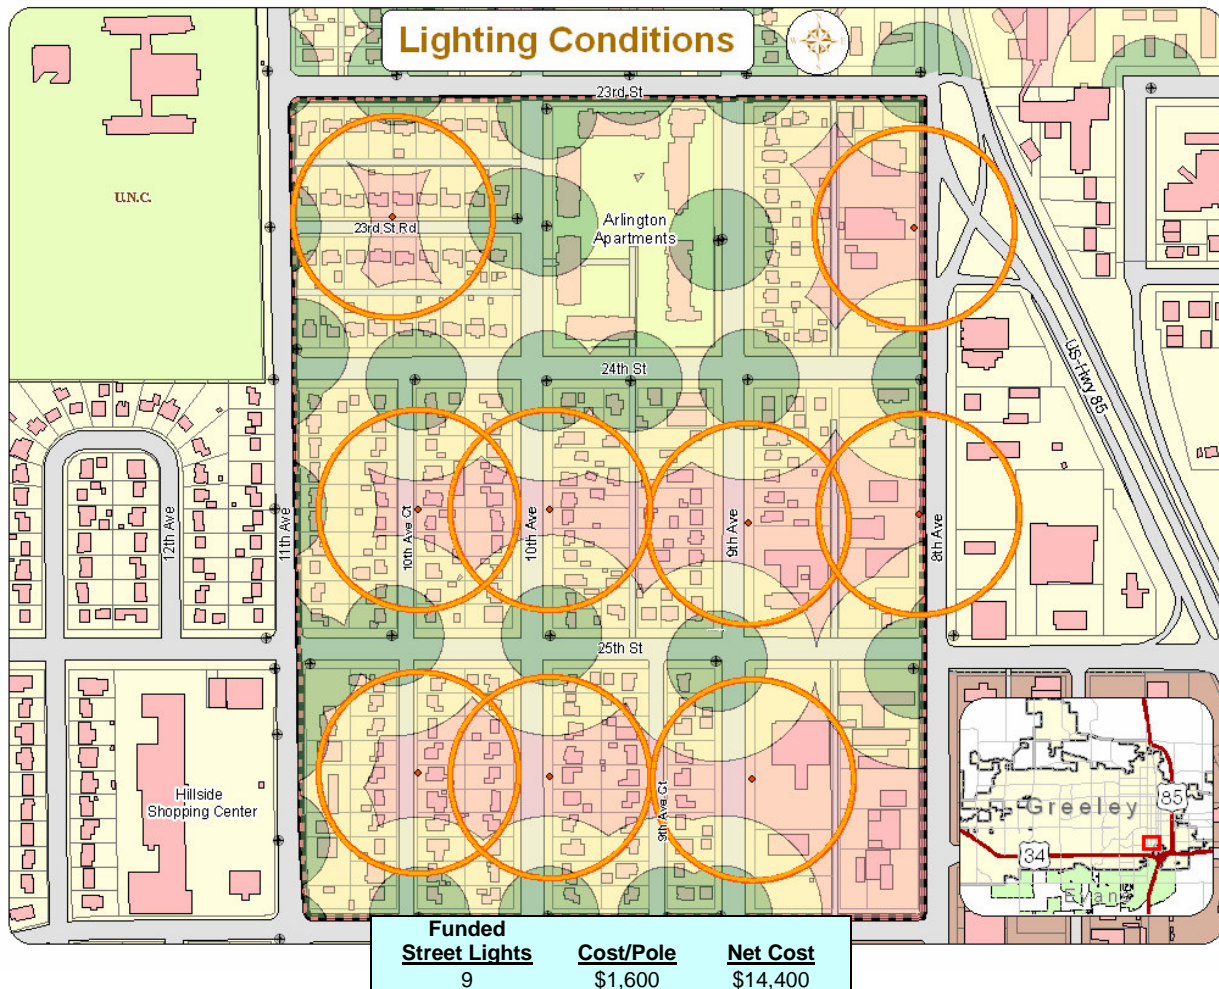 Lighting Conditions
N
W
E
S
23rd St
U.N.C.
23rd St Rd
Arlington
Apartments
24th St
US-Hwy 85
12th Ave
11th Ave
10th Ave Ct
10th Ave
9th Ave
8th Ave
25th St
9th Ave Ct
Hillside
Shopping Center
Greeley
85
34
Evans
Funded
Street Lights Cost/Pole Net Cost
9 $1,600 $14,400